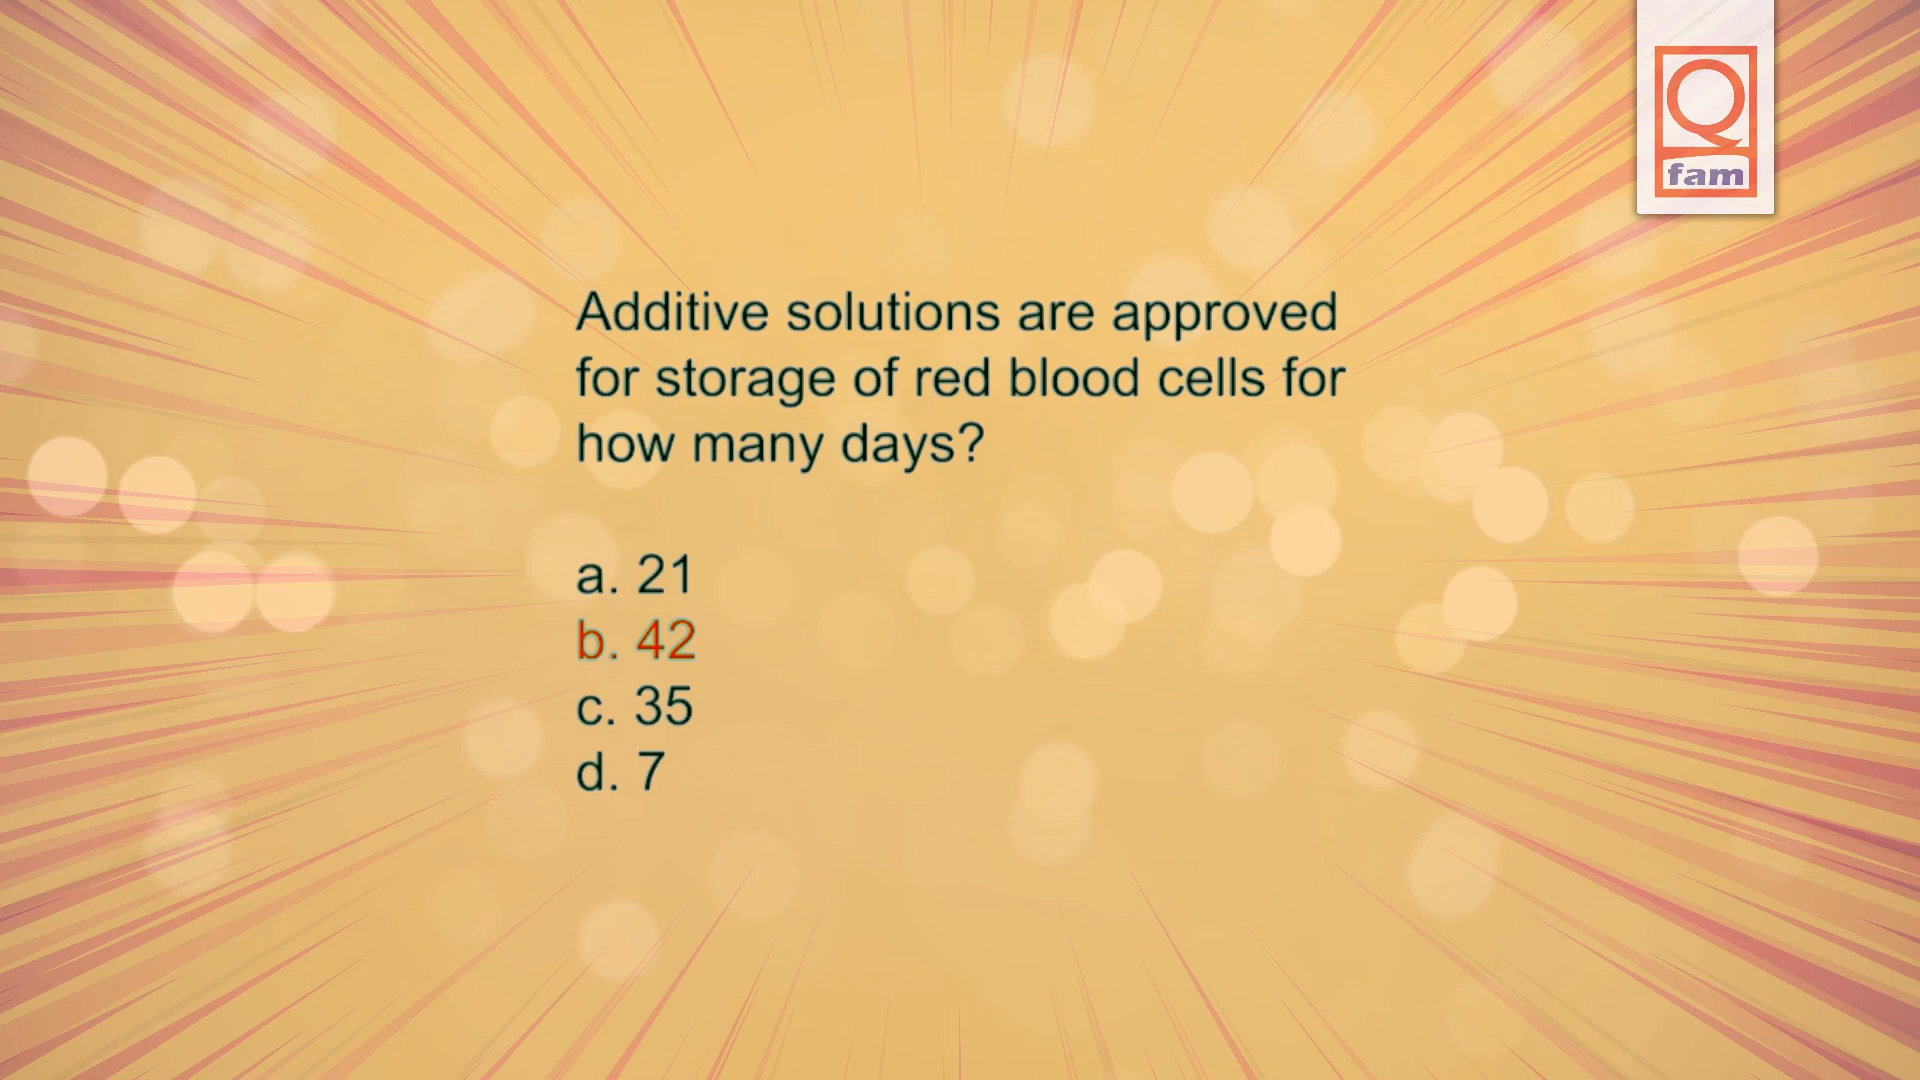 Q
fam
Additive solutions are approved
for storage of red blood cells for
how many days?
a. 21
b. 42
c. 35
d. 7